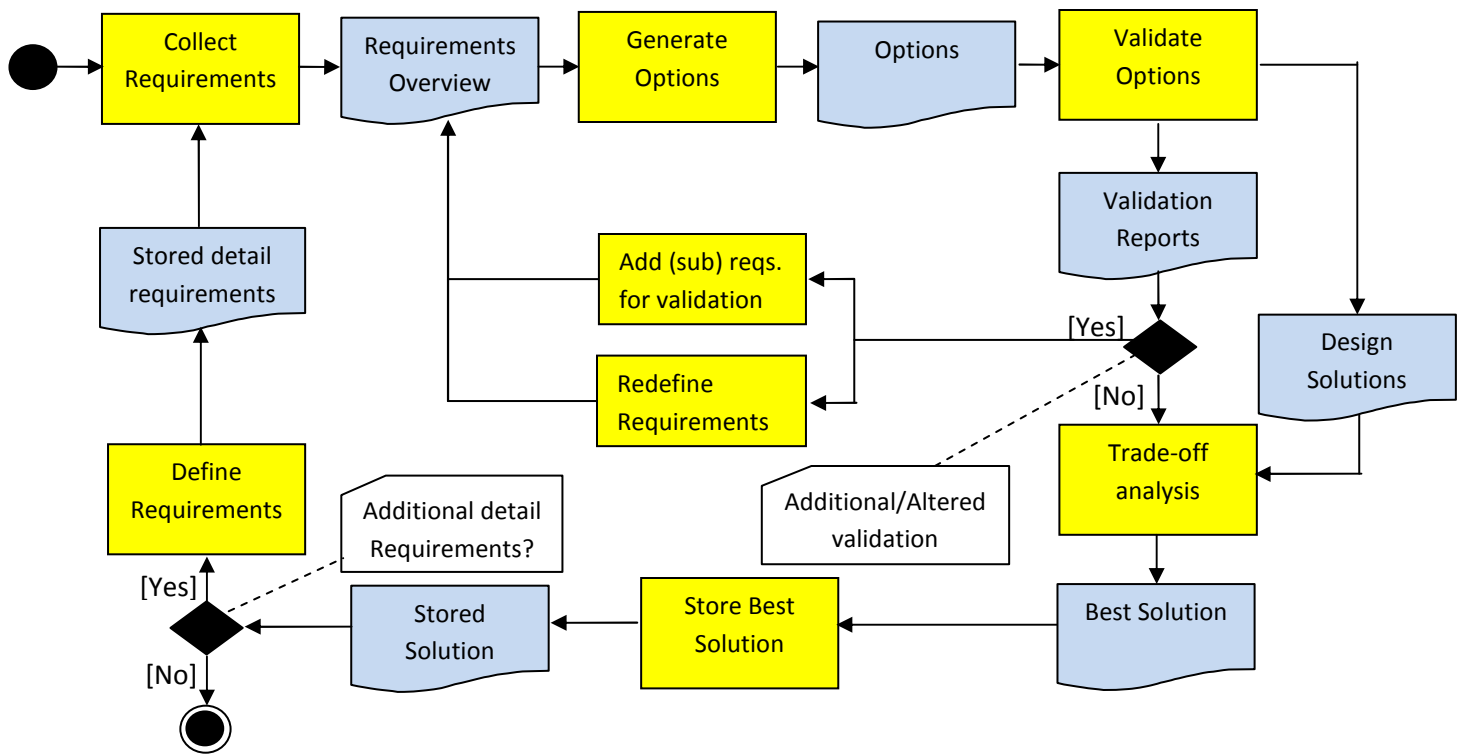 Collect
Requirements
Requirements
Overview
Generate
Options
Options
Validate
Options
Validation
Reports
Stored detail
requirements
Add (sub) reqs.
for validation
[Yes]
Design
Solutions
Redefine
Requirements
[No]
Define
Requirements
Additional detail
Requirements?
Additional/Altered
validation
Trade-off
analysis
[Yes]
Stored
Solution
Store Best
Solution
Best Solution
[No]